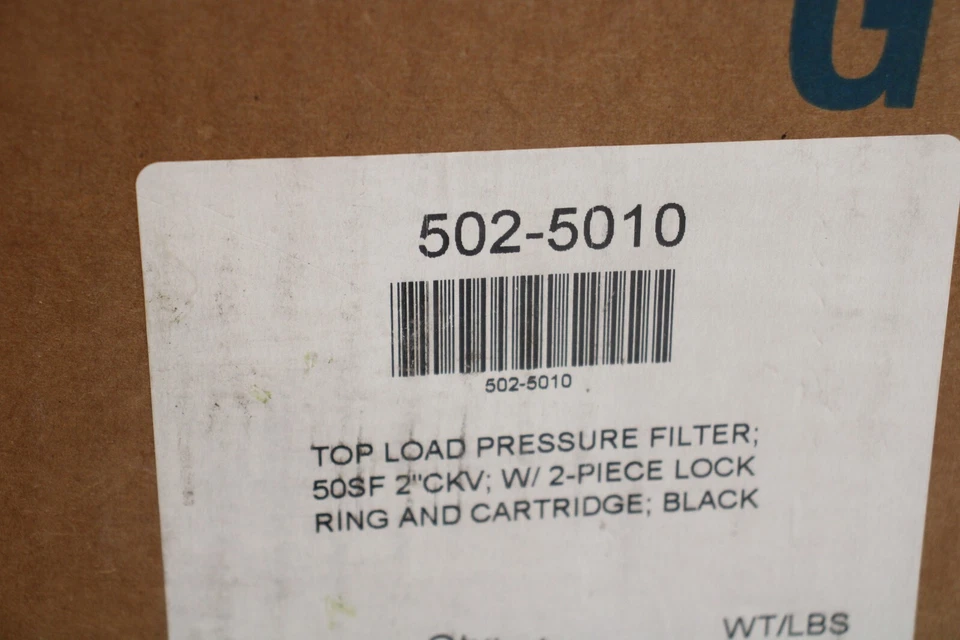 G
502-5010
502-5010
TOP LOAD PRESSURE FILTER;
50SF 2"CKV; W/ 2-PIECE LOCK
RING AND CARTRIDGE; BLACK
WT/LBS